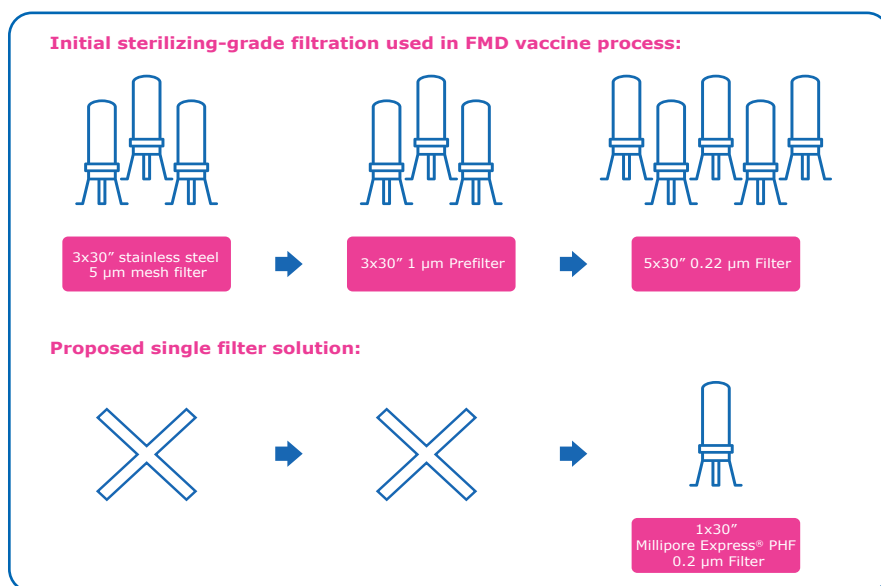 Initial sterilizing-grade filtration used in FMD vaccine process:
3x30″ stainless steel
5 µm mesh filter
3x30″ 1 µm Prefilter
5x30″ 0.22 µm Filter
Proposed single filter solution:
1x30″
Millipore Express® PHF
0.2 µm Filter